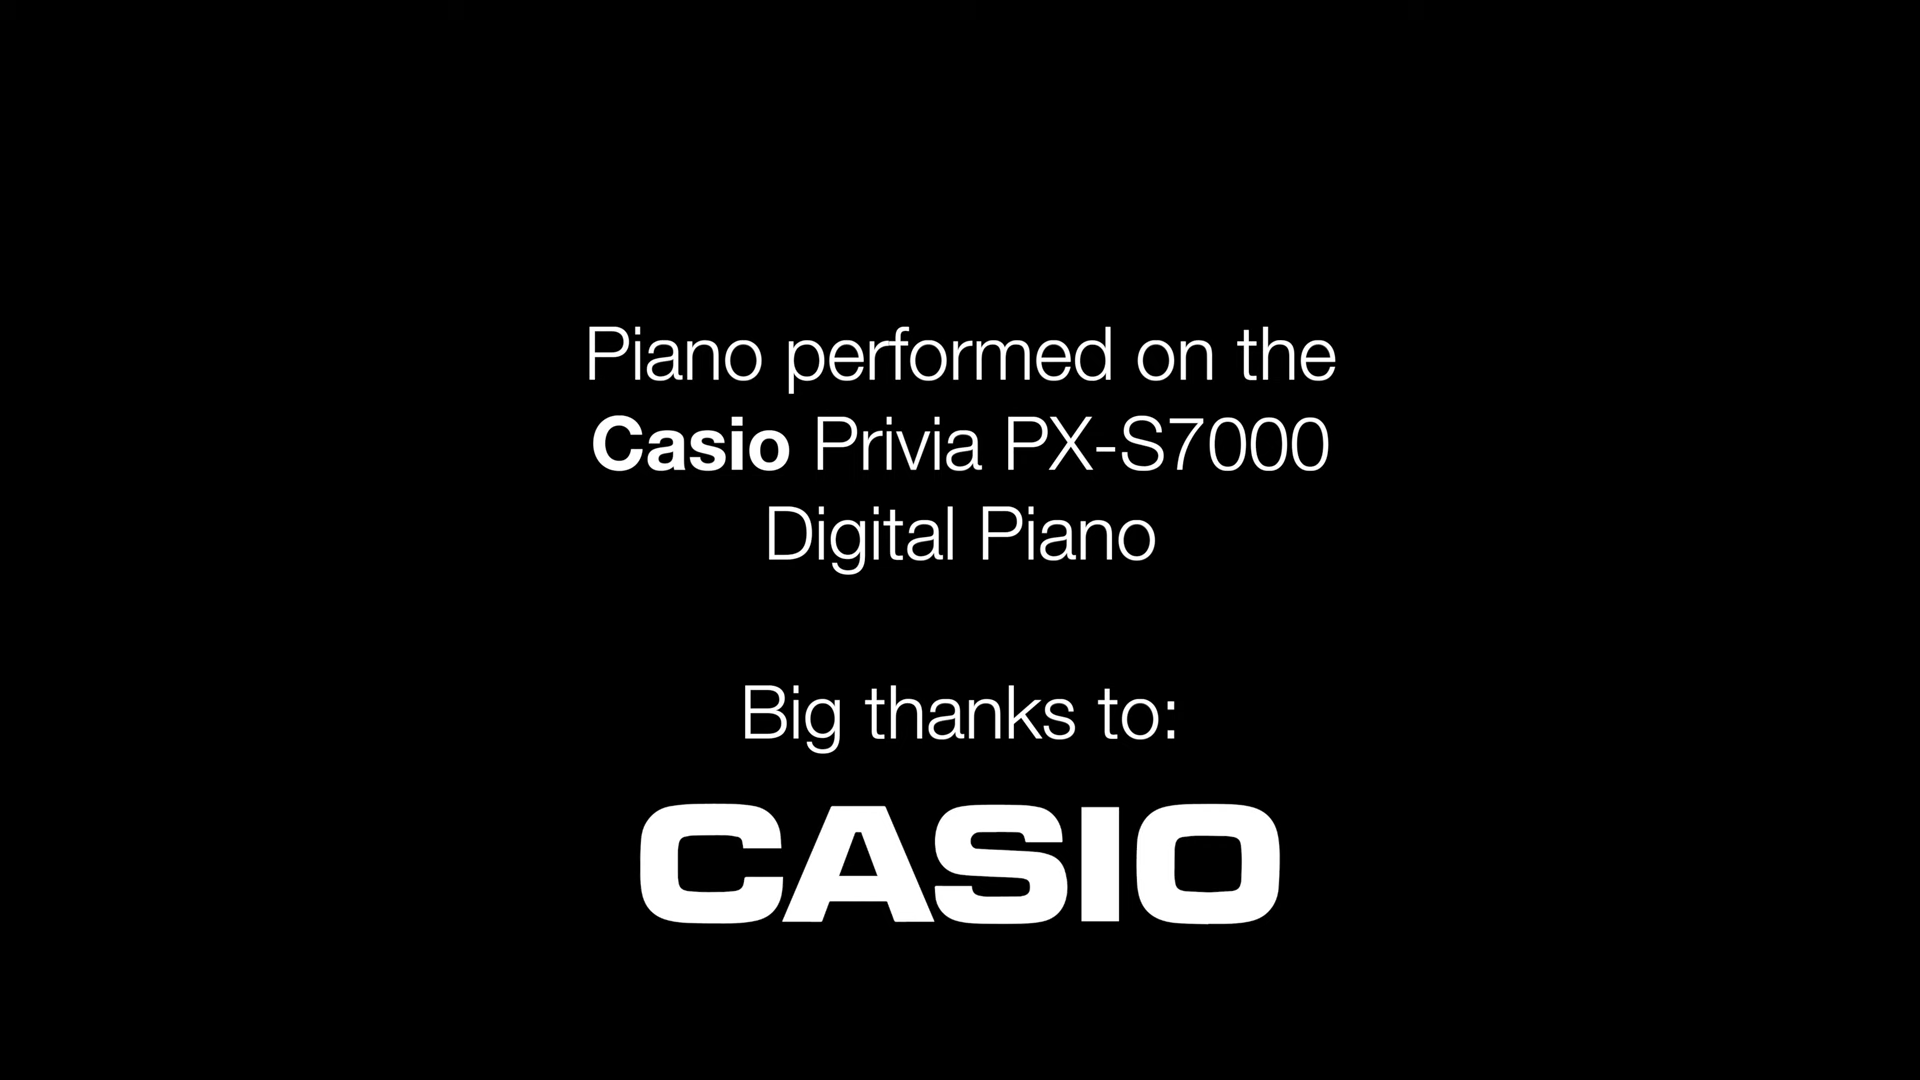 Piano performed on the
Casio Privia PX-S7000
Digital Piano
Big thanks to:
CASIO